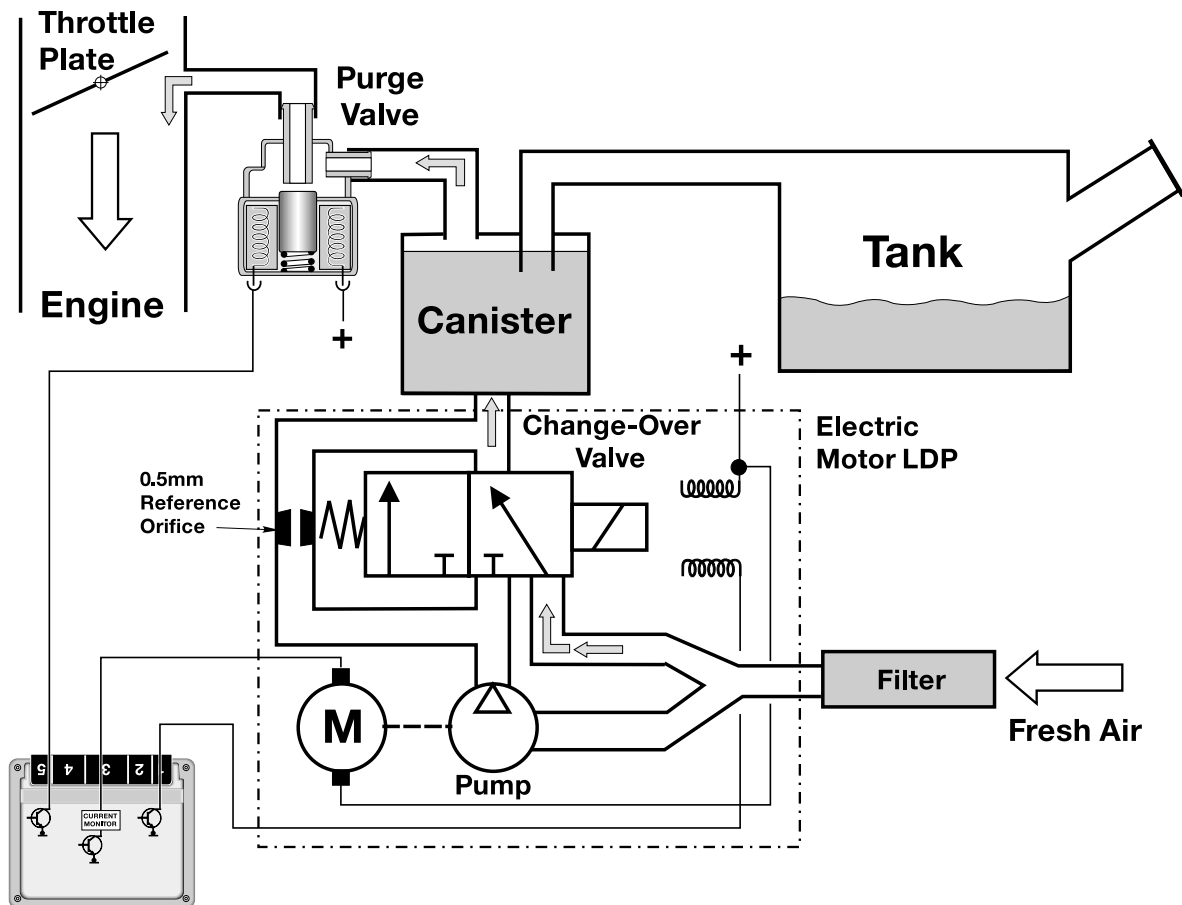 Throttle
Plate
Purge
Valve
Tank
Engine
+
Canister
+
Change-Over
Valve
Electric
Motor LDP
0.5mm
Reference
Orifice
Filter
Fresh Air
M
Pump
5 4 3 2 1
CURRENT
MONITOR